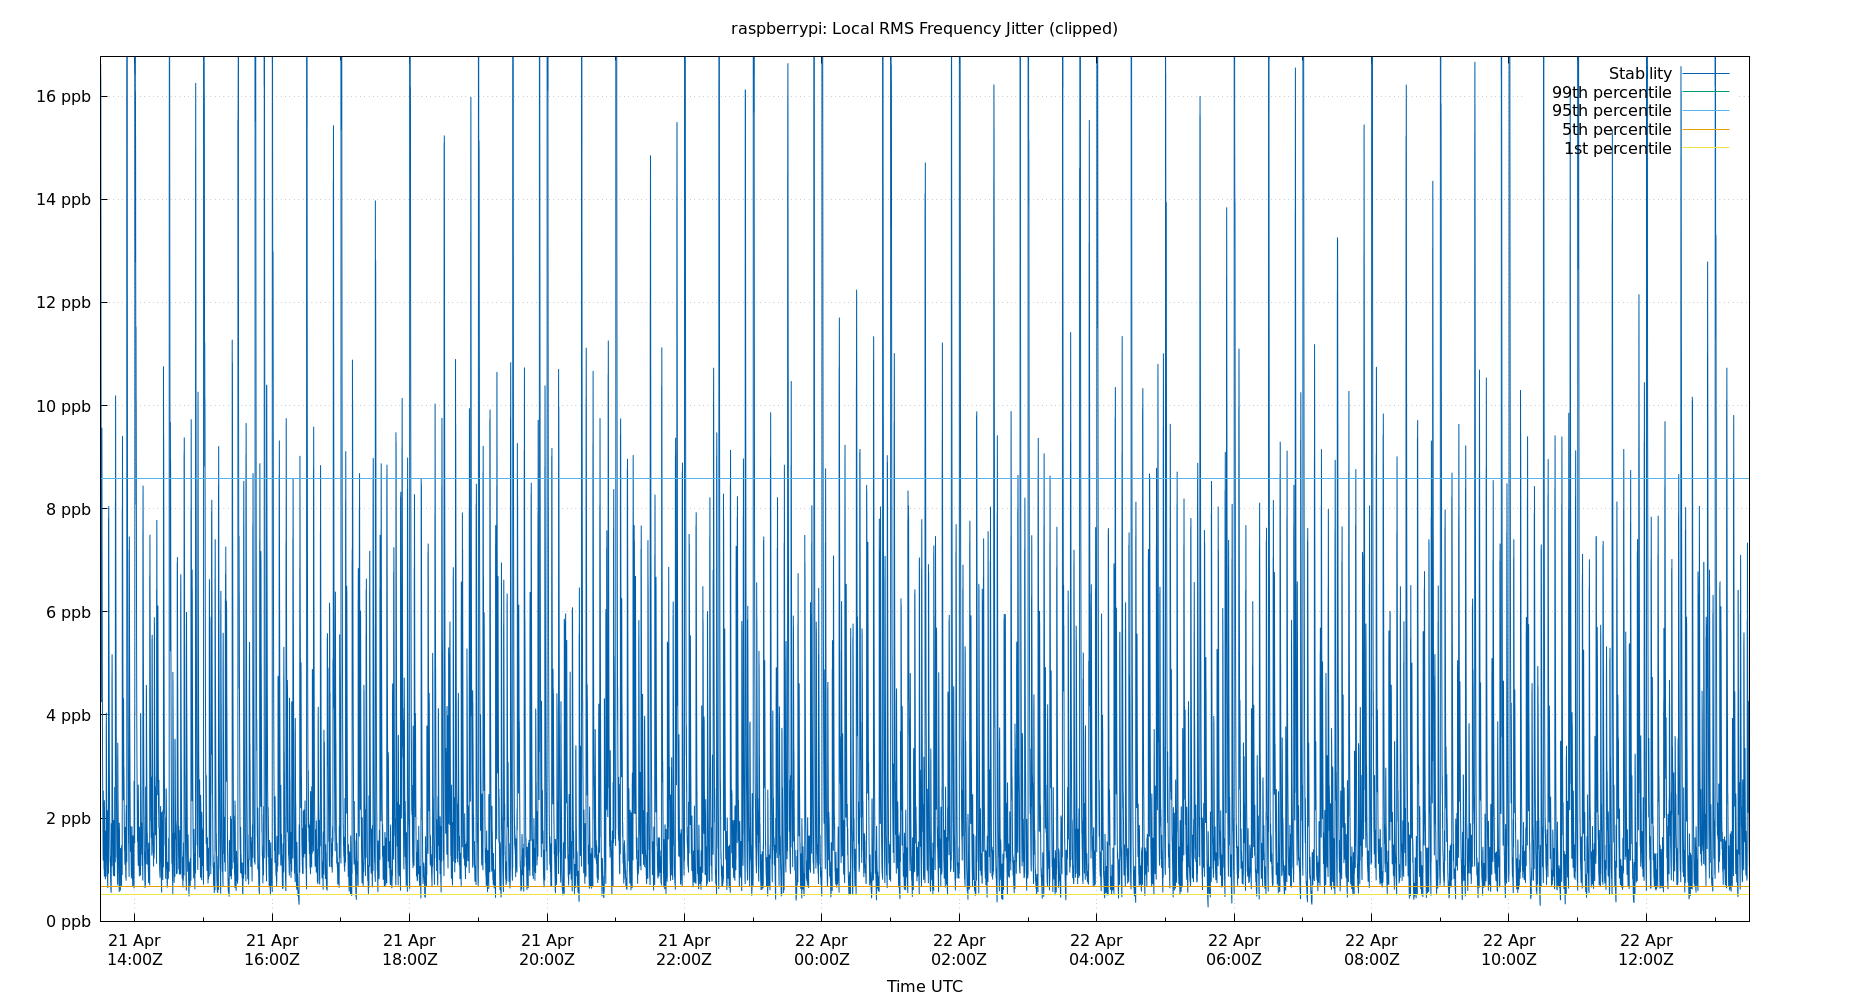 raspberrypi: Local RMS Frequency Jitter (clipped)
Stability
99th percentile
95th percentile
5th percentile
1st percentile
16 ppb
14 ppb
12 ppb
10 ppb
8 ppb
6 ppb
4 ppb
2 ppb
0 ppb
21 Apr 21 Apr 21 Apr 21 Apr 21 Apr 22 Apr 22 Apr 22 Apr 22 Apr 22 Apr 22 Apr 22 Apr
14:00Z 16:00Z 18:00Z 20:00Z 22:00Z 00:00Z 02:00Z 04:00Z 06:00Z 08:00Z 10:00Z 12:00Z
Time UTC